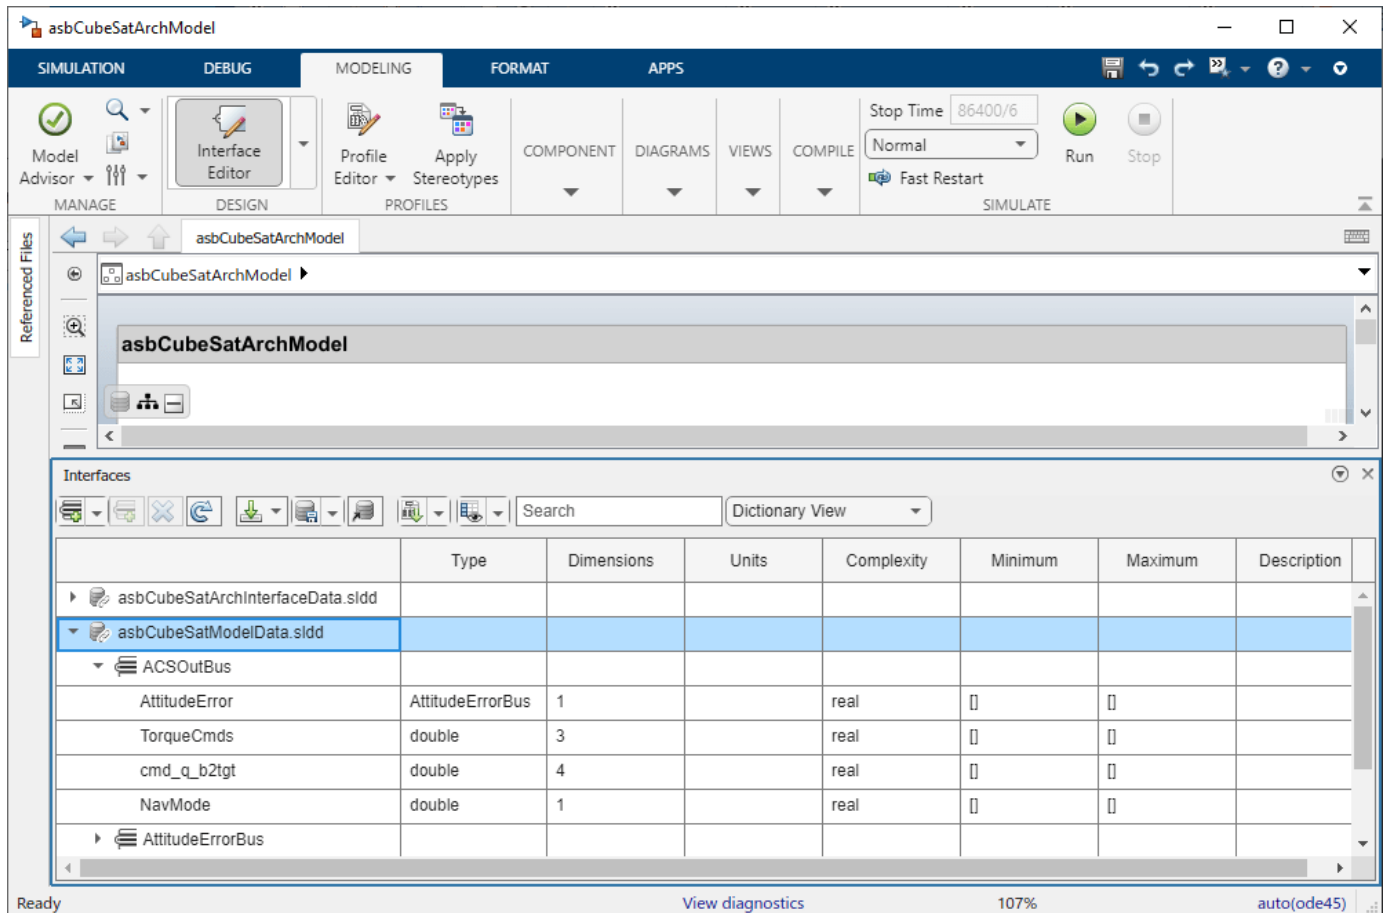 asbCubeSatArchModel
SIMULATION DEBUG MODELING FORMAT APPS
Model Advisor
MANAGE
Interface Editor
DESIGN
Profile Editor
Apply Stereotypes
PROFILES
COMPONENT
DIAGRAMS
VIEWS
COMPILE
Stop Time 86400/6
Normal
Fast Restart
Run
Stop
SIMULATE
Referenced Files
asbCubeSatArchModel
asbCubeSatArchModel
asbCubeSatArchModel
Interfaces
Search Dictionary View
Type Dimensions Units Complexity Minimum Maximum Description
asbCubeSatArchInterfaceData.sldd
asbCubeSatModelData.sldd
ACSOutBus
AttitudeError AttitudeErrorBus 1 real [] []
TorqueCmds double 3 real [] []
cmd_q_b2tgt double 4 real [] []
NavMode double 1 real [] []
AttitudeErrorBus
Ready View diagnostics 107% auto(ode45)